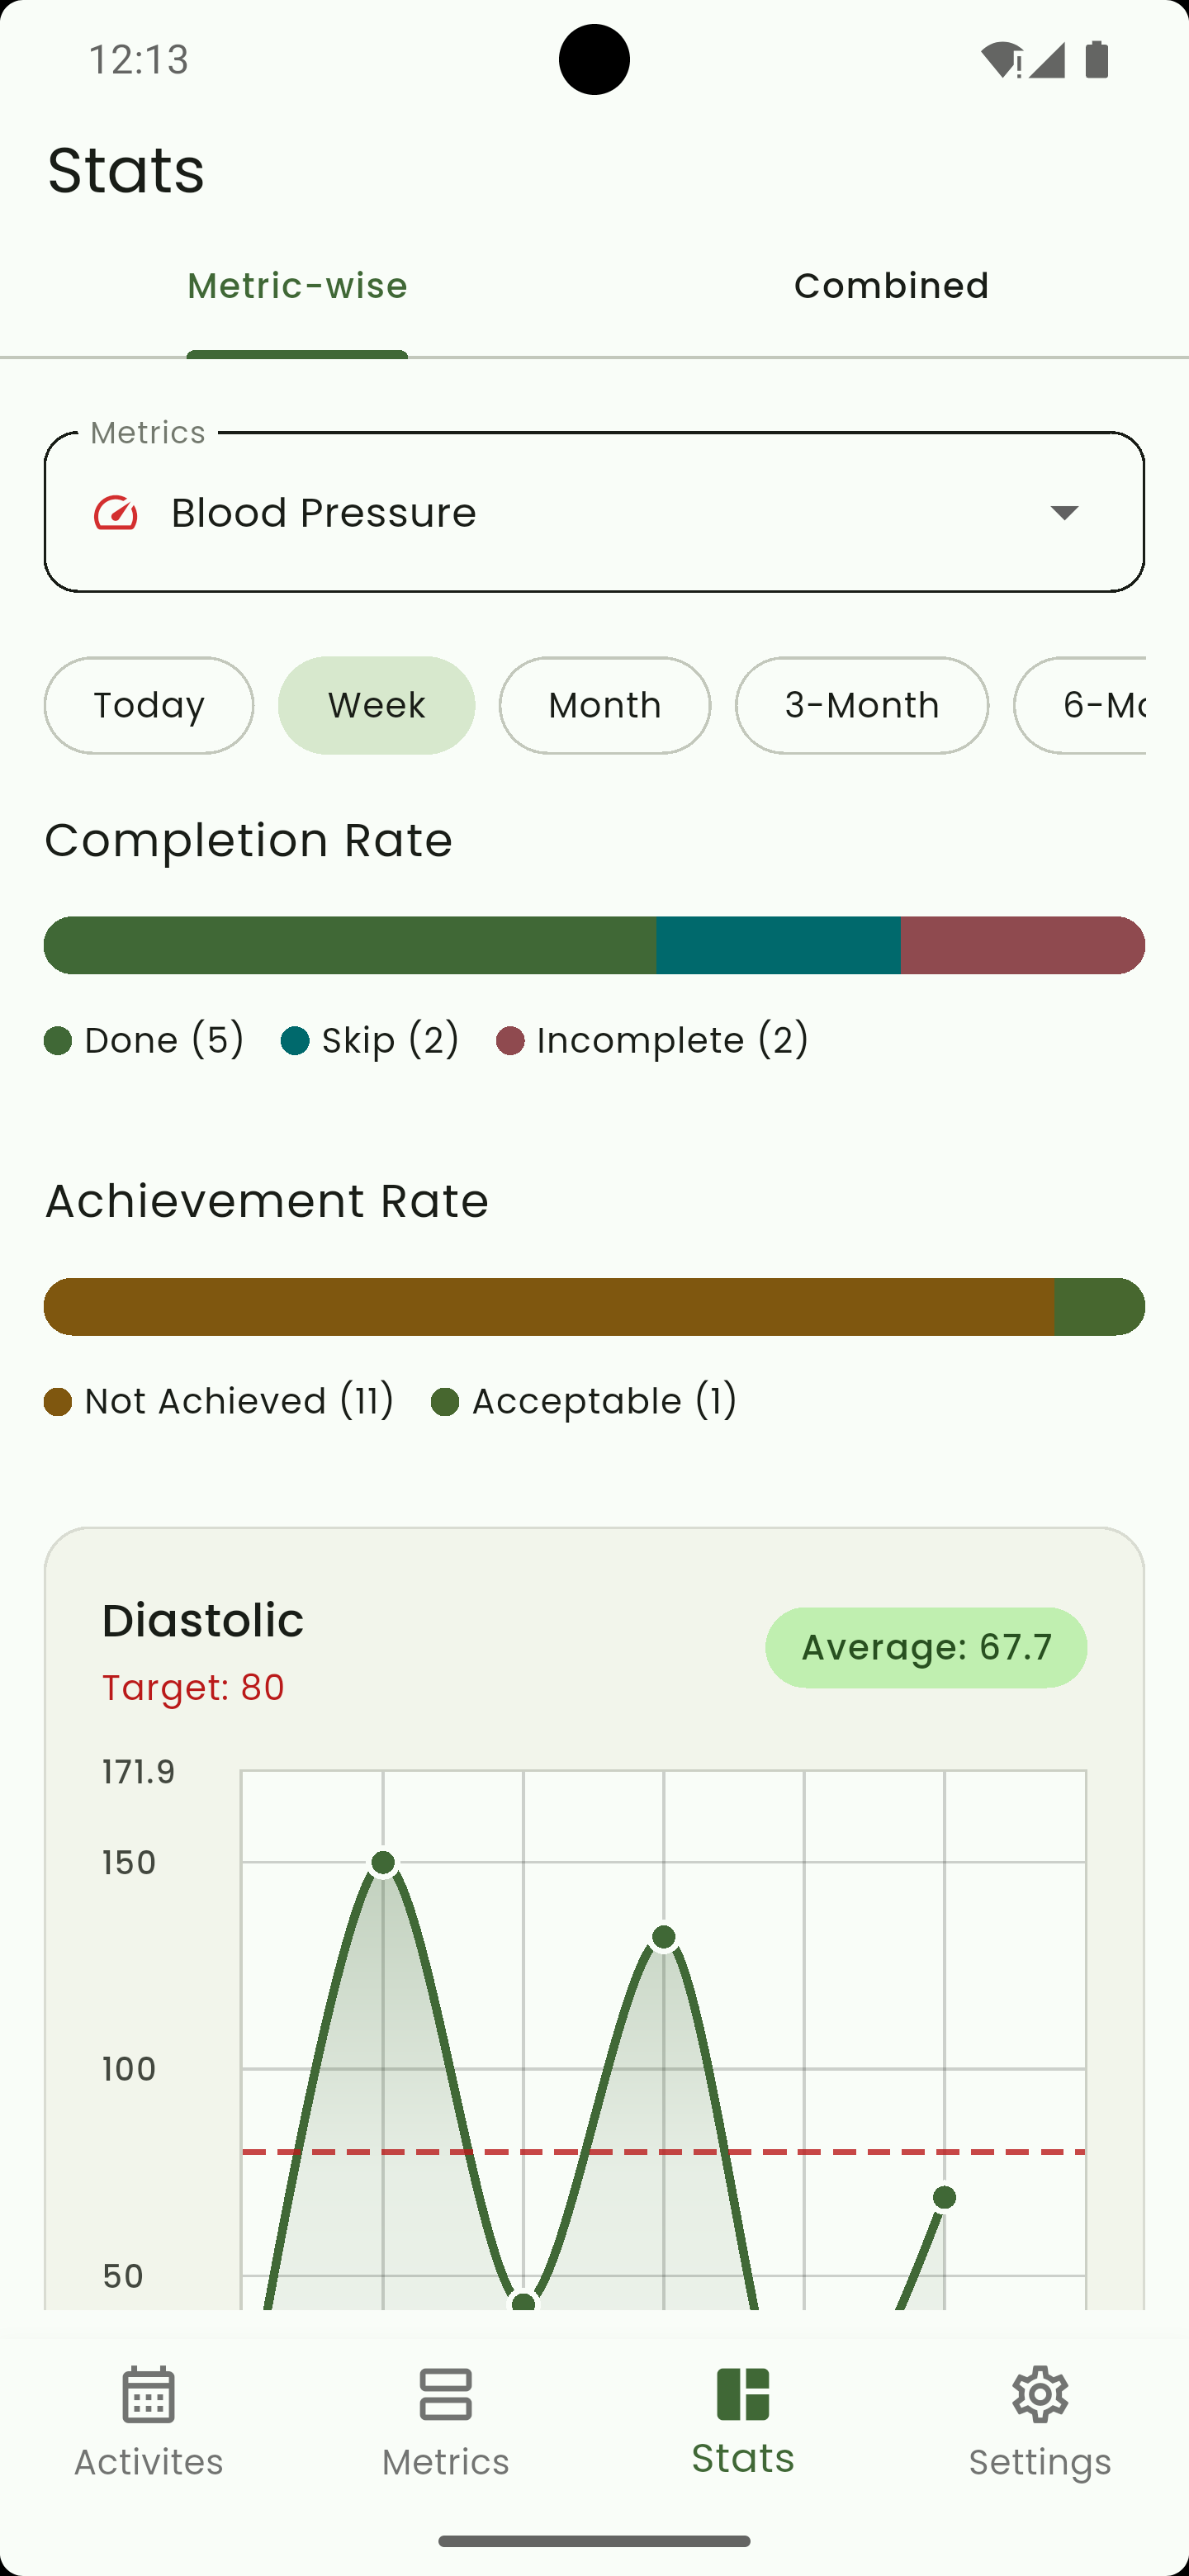 12:13
Stats
Metric-wise Combined
Metrics
Blood Pressure
Today Week Month 3-Month 6-Mo
Completion Rate
Done (5) Skip (2) Incomplete (2)
Achievement Rate
Not Achieved (11) Acceptable (1)
Diastolic
Average: 67.7
Target: 80
171.9
150
100
50
Activites Metrics Stats Settings